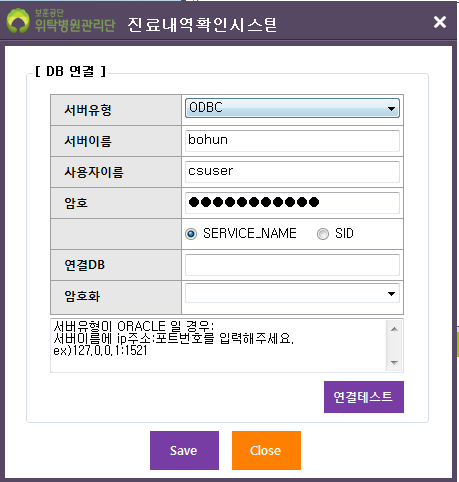 보훈공단
위탁병원관리단 진료내역확인시스템
[ DB 연결 ]
서버유형 ODBC
서버이름 bohun
사용자이름 csuser
암호 ●●●●●●●●●●●
SERVICE_NAME SID
연결DB
암호화
서버유형이 ORACLE 일 경우:
서버이름에 ip주소:포트번호를 입력해주세요.
ex)127.0.0.1:1521
연결테스트
Save Close